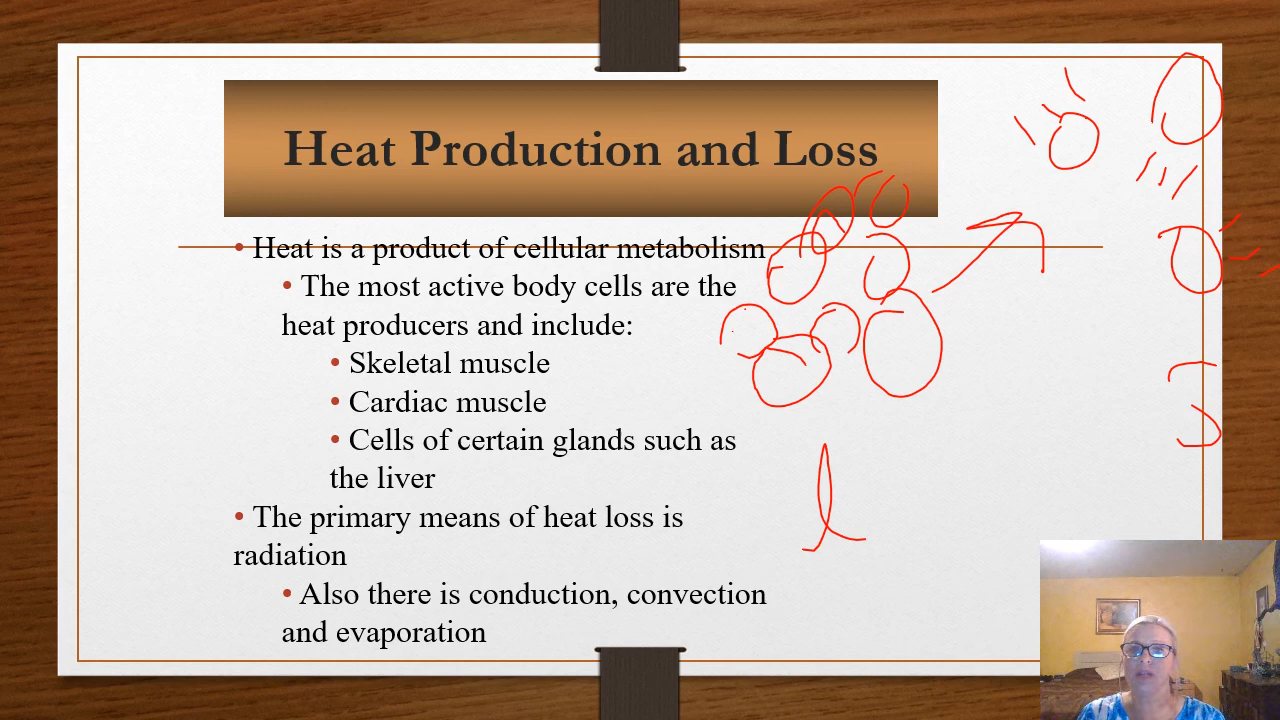 Heat Production and Loss
• Heat is a product of cellular metabolism
• The most active body cells are the
heat producers and include:
• Skeletal muscle
• Cardiac muscle
• Cells of certain glands such as
the liver
• The primary means of heat loss is
radiation
• Also there is conduction, convection
and evaporation